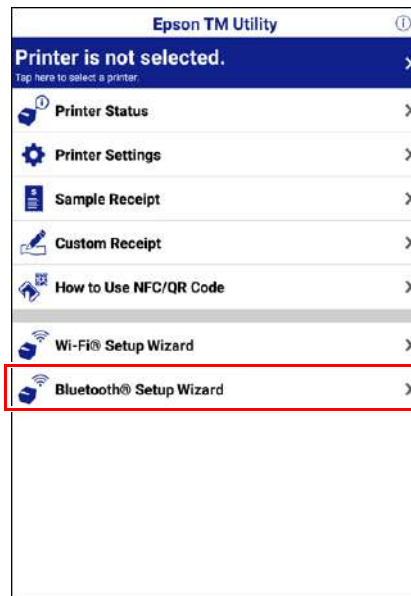 Epson TM Utility
Printer is not selected.
Tap here to select a printer.
Printer Status
Printer Settings
Sample Receipt
Custom Receipt
How to Use NFC/QR Code
Wi-Fi® Setup Wizard
Bluetooth® Setup Wizard